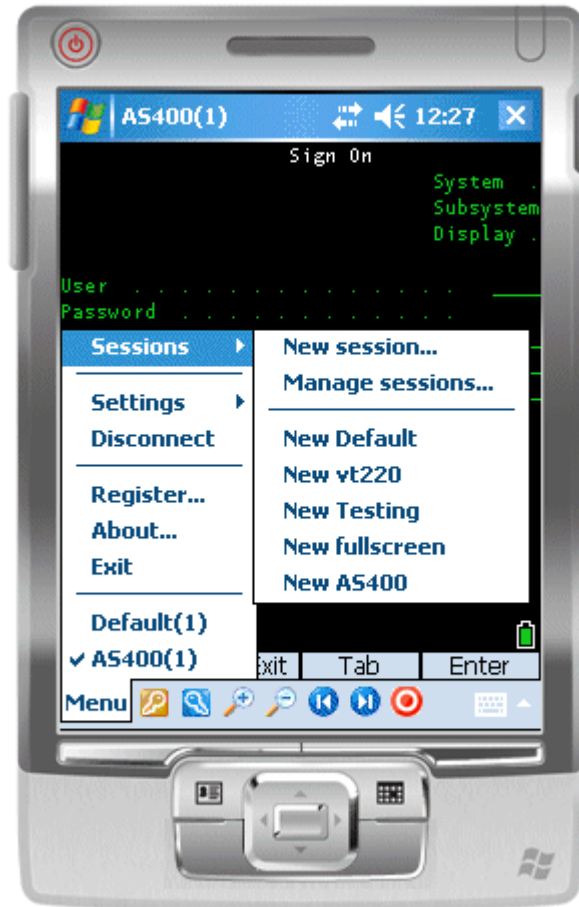 AS400(1) 12:27
Sign On
System .
Subsystem
Display .
User . . . . . . . . . . . . . . ____
Password . . . . . . . . . . . .
Sessions
Settings
Disconnect
Register...
About...
Exit
Default(1)
AS400(1)
New session...
Manage sessions...
New Default
New vt220
New Testing
New fullscreen
New AS400
Exit
Tab
Enter
Menu